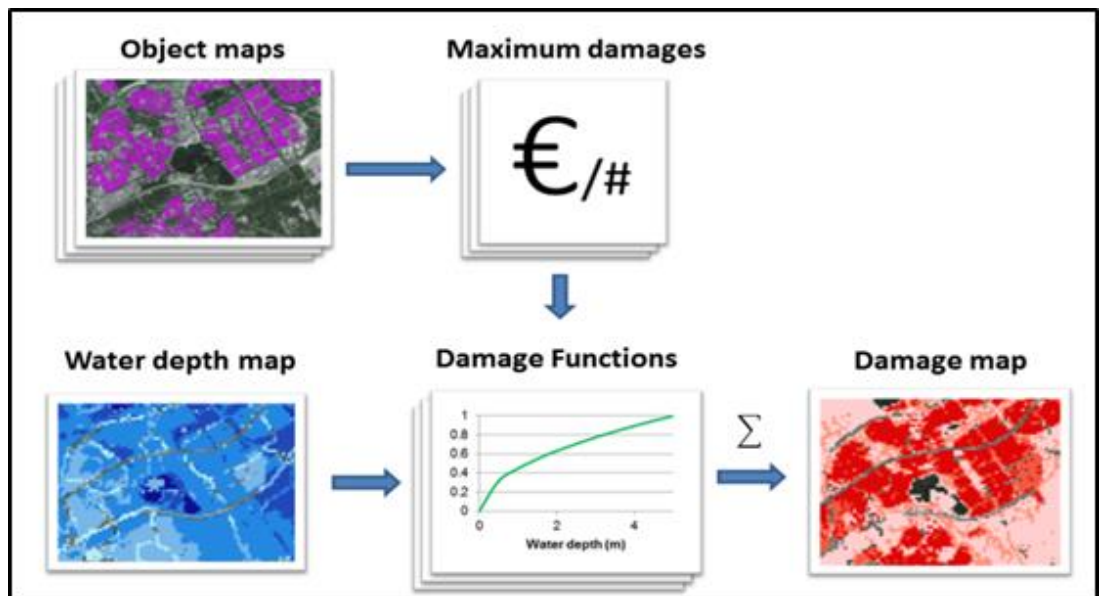 Object maps
Maximum damages
€/#
Water depth map
Damage Functions
Damage map
1
0.8
0.6
0.4
0.2
0
0 2 4
Water depth (m)
∑